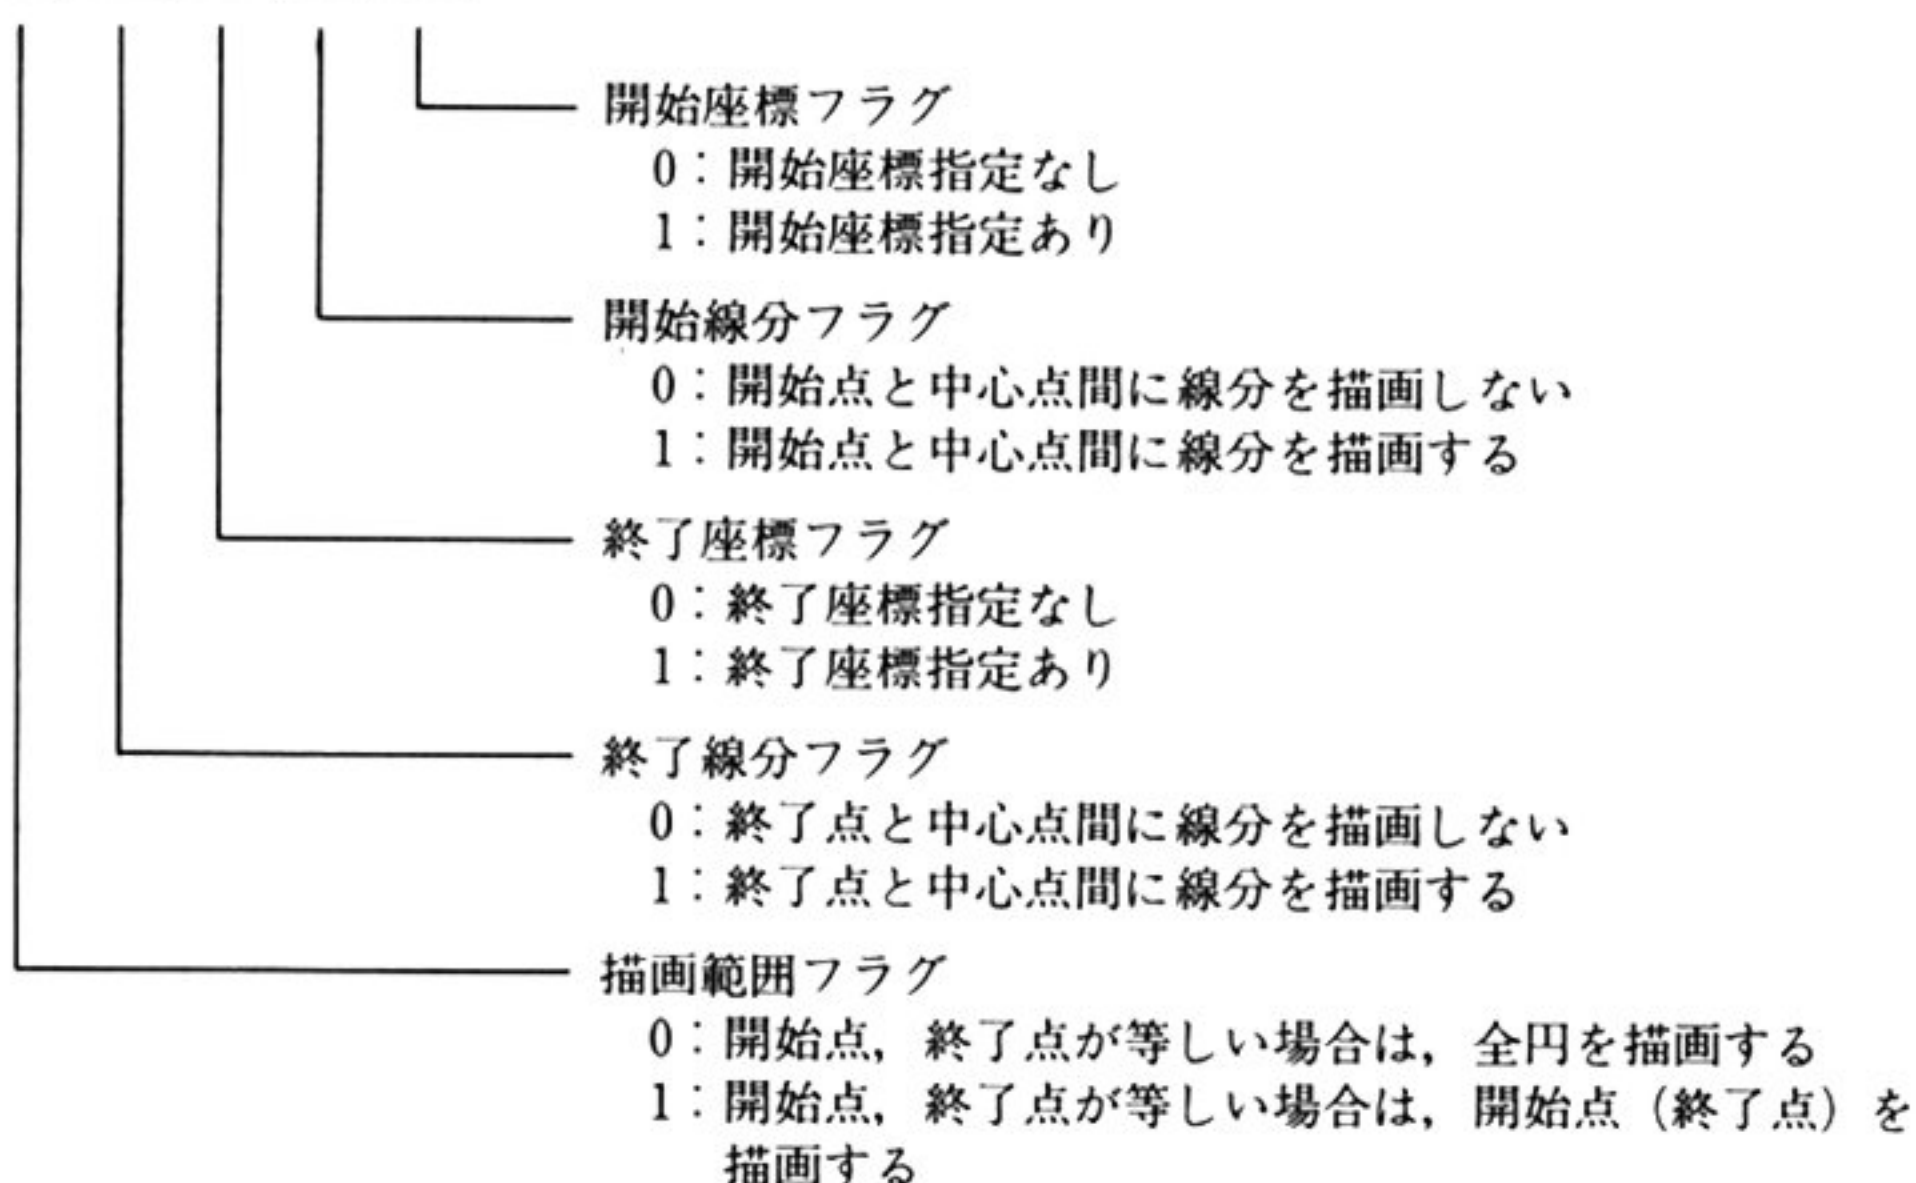 開始座標フラグ
0：開始座標指定なし
1：開始座標指定あり
開始線分フラグ
0：開始点と中心点間に線分を描画しない
1：開始点と中心点間に線分を描画する
終了座標フラグ
0：終了座標指定なし
1：終了座標指定あり
終了線分フラグ
0：終了点と中心点間に線分を描画しない
1：終了点と中心点間に線分を描画する
描画範囲フラグ
0：開始点，終了点が等しい場合は，全円を描画する
1：開始点，終了点が等しい場合は，開始点（終了点）を
描画する